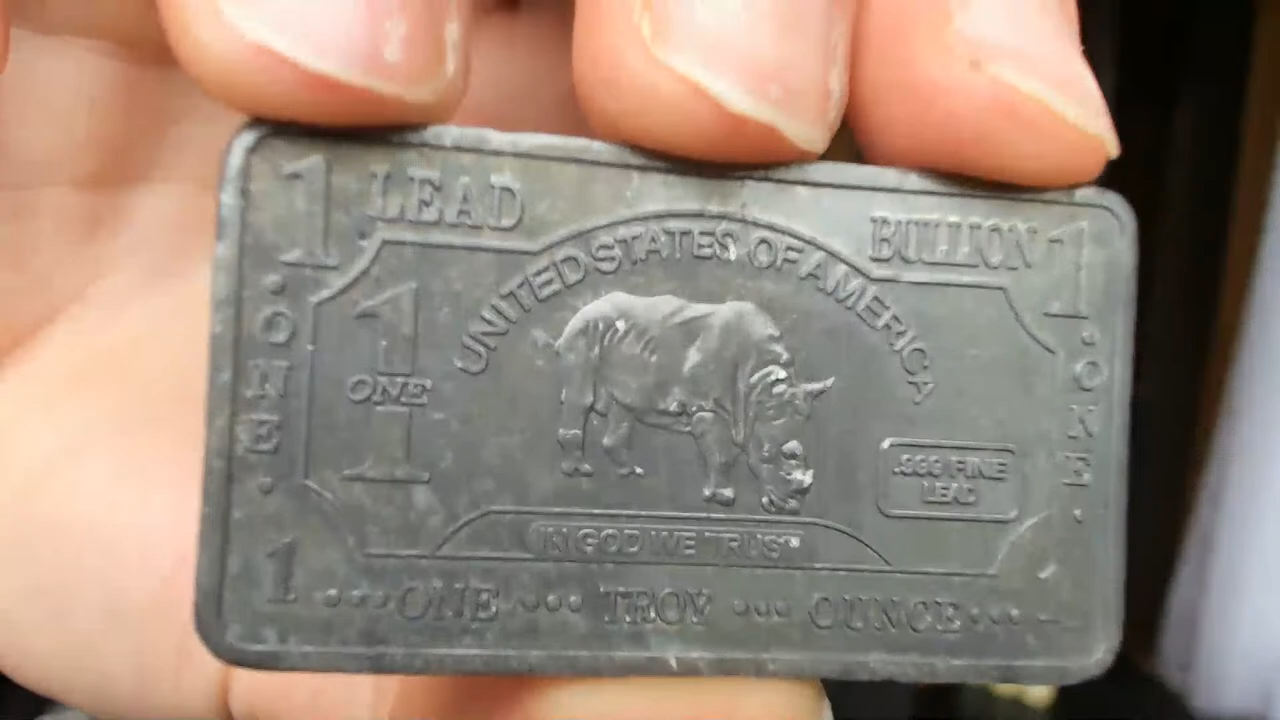 1 LEAD BULLION 1
UNITED STATES OF AMERICA
1
ONE
1
· ONE ·
· ONE ·
.999 FINE
LEAD
IN GOD WE TRUST
1 ···ONE ··· TROY ··· OUNCE···